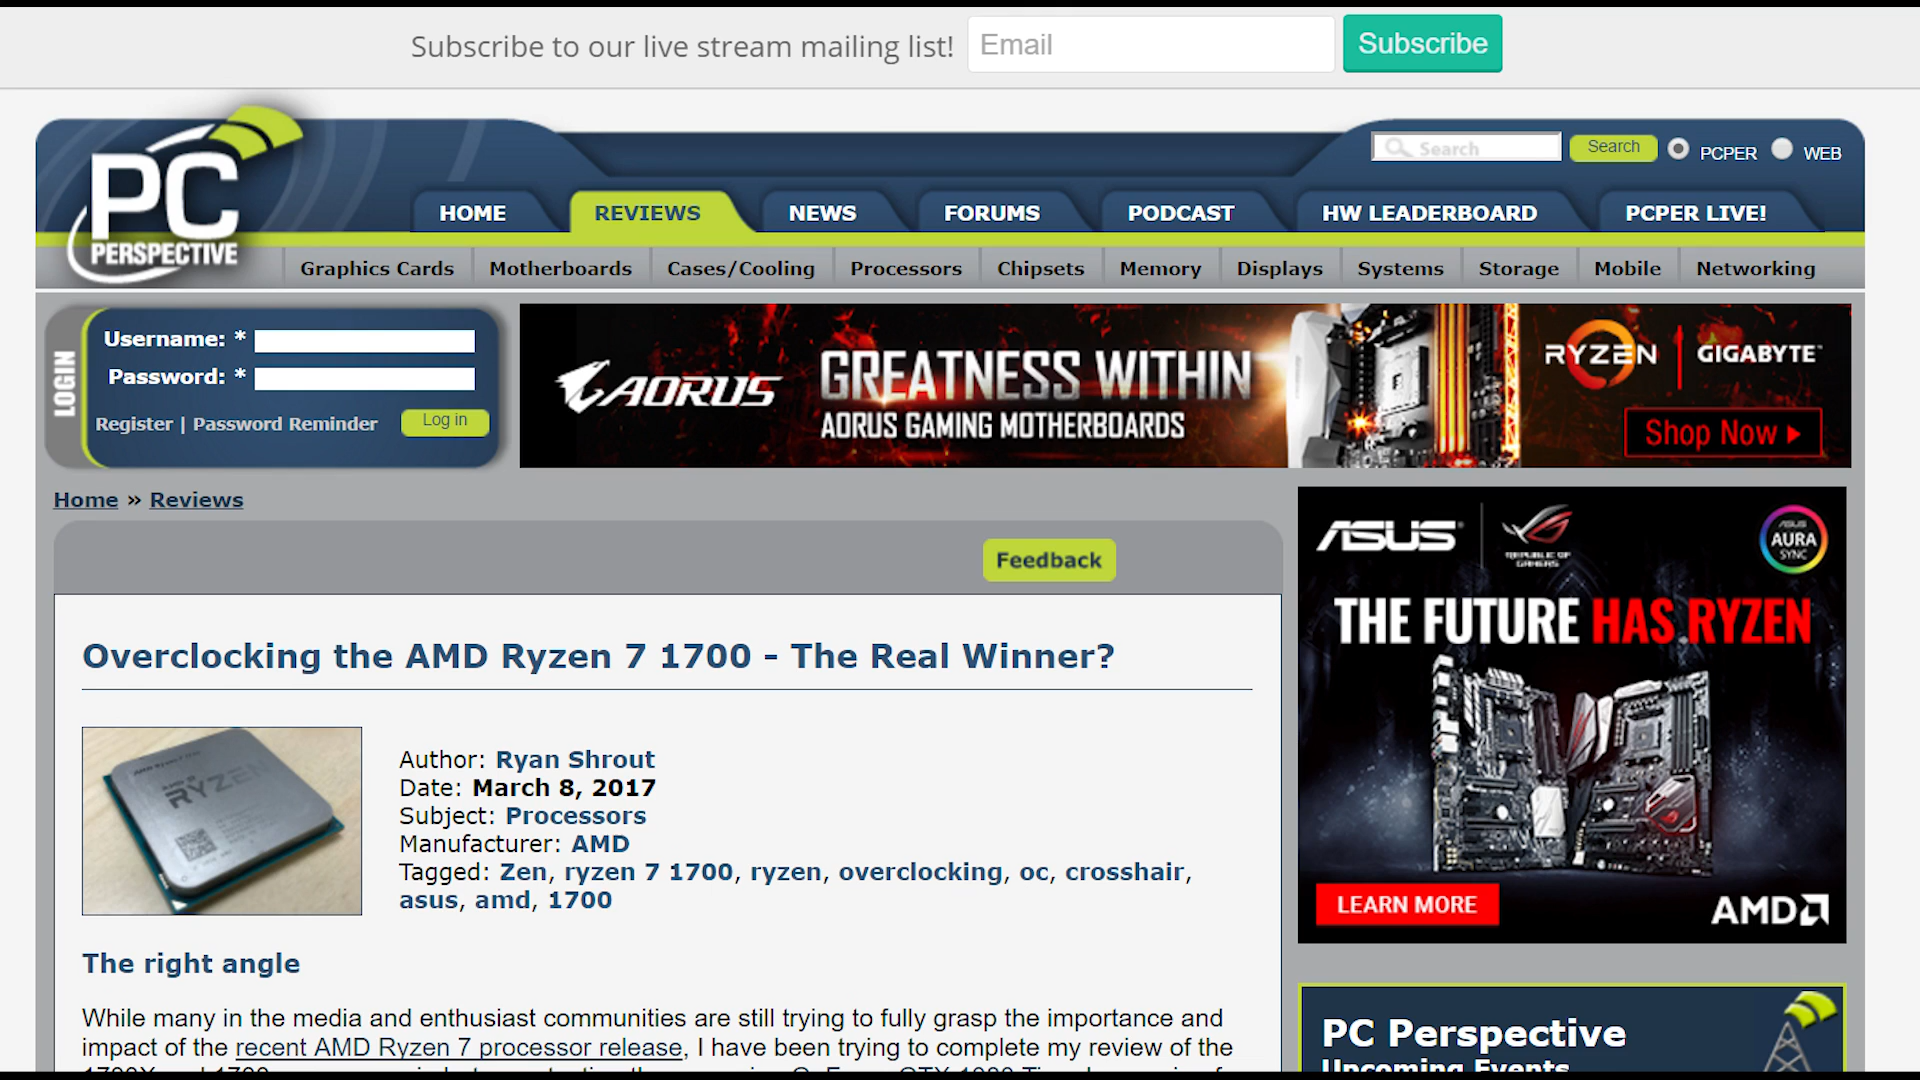 Subscribe to our live stream mailing list! Email Subscribe
PC
PERSPECTIVE
Search Search PCPER WEB
HOME REVIEWS NEWS FORUMS PODCAST HW LEADERBOARD PCPER LIVE!
Graphics Cards Motherboards Cases/Cooling Processors Chipsets Memory Displays Systems Storage Mobile Networking
LOGIN
Username: *
Password: *
Register | Password Reminder Log in
AORUS
GREATNESS WITHIN
AORUS GAMING MOTHERBOARDS
RYZEN | GIGABYTE
Shop Now
Home » Reviews
Feedback
ASUS
REPUBLIC OF
GAMERS
ASUS
AURA
SYNC
THE FUTURE HAS RYZEN
LEARN MORE
AMD
Overclocking the AMD Ryzen 7 1700 - The Real Winner?
RYZEN
Author: Ryan Shrout
Date: March 8, 2017
Subject: Processors
Manufacturer: AMD
Tagged: Zen, ryzen 7 1700, ryzen, overclocking, oc, crosshair,
asus, amd, 1700
The right angle
While many in the media and enthusiast communities are still trying to fully grasp the importance and
impact of the recent AMD Ryzen 7 processor release, I have been trying to complete my review of the
PC Perspective
Upcoming Events